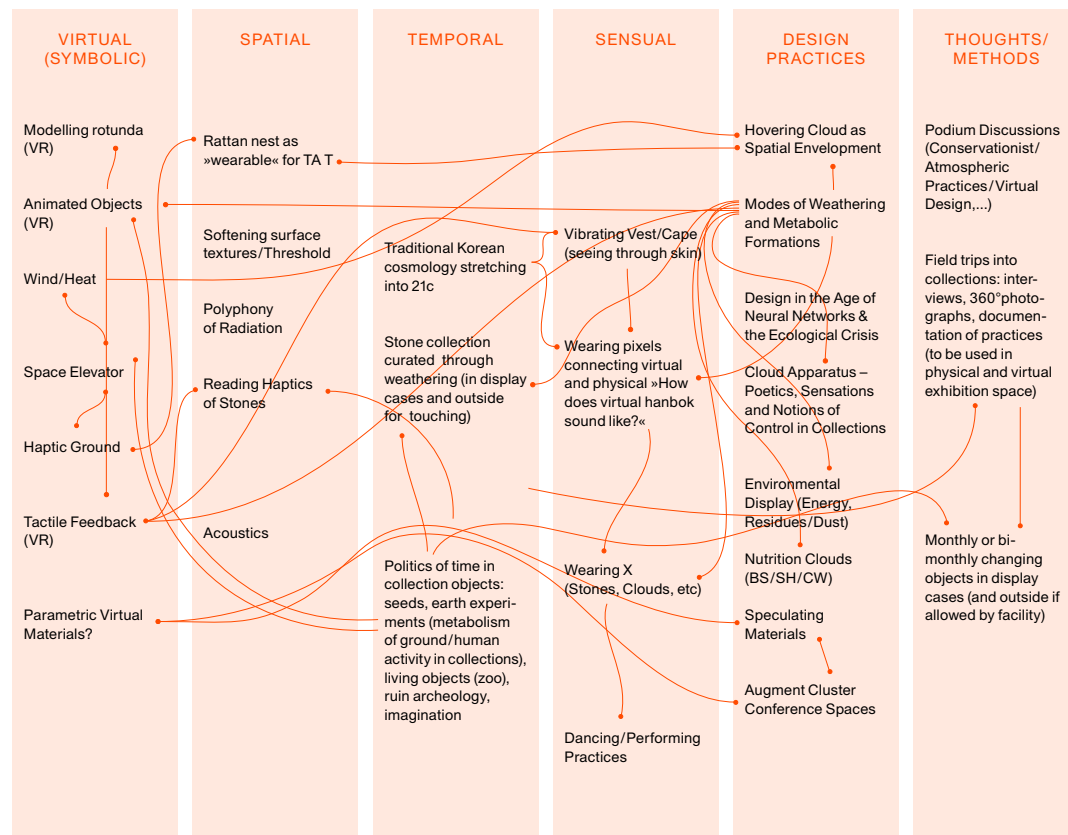 VIRTUAL
(SYMBOLIC)
Modelling rotunda
(VR)
Animated Objects
(VR)
Wind/Heat
Space Elevator
Haptic Ground
Tactile Feedback
(VR)
Parametric Virtual
Materials?
SPATIAL
Rattan nest as
»wearable« for TA T
Softening surface
textures/Threshold
Polyphony
of Radiation
Reading Haptics
of Stones
Acoustics
TEMPORAL
Traditional Korean
cosmology stretching
into 21c
Stone collection
curated through
weathering (in display
cases and outside
for touching)
Politics of time in
collection objects:
seeds, earth experi-
ments (metabolism
of ground/human
activity in collections),
living objects (zoo),
ruin archeology,
imagination
SENSUAL
Vibrating Vest/Cape
(seeing through skin)
Wearing pixels
connecting virtual
and physical »How
does virtual hanbok
sound like?«
Wearing X
(Stones, Clouds, etc)
Dancing/Performing
Practices
DESIGN
PRACTICES
Hovering Cloud as
Spatial Envelopment
Modes of Weathering
and Metabolic
Formations
Design in the Age of
Neural Networks &
the Ecological Crisis
Cloud Apparatus –
Poetics, Sensations
and Notions of
Control in Collections
Environmental
Display (Energy,
Residues/Dust)
Nutrition Clouds
(BS/SH/CW)
Speculating
Materials
Augment Cluster
Conference Spaces
THOUGHTS/
METHODS
Podium Discussions
(Conservationist/
Atmospheric
Practices/Virtual
Design,...)
Field trips into
collections: inter-
views, 360°photo-
graphs, documen-
tation of practices
(to be used in
physical and virtual
exhibition space)
Monthly or bi-
monthly changing
objects in display
cases (and outside if
allowed by facility)